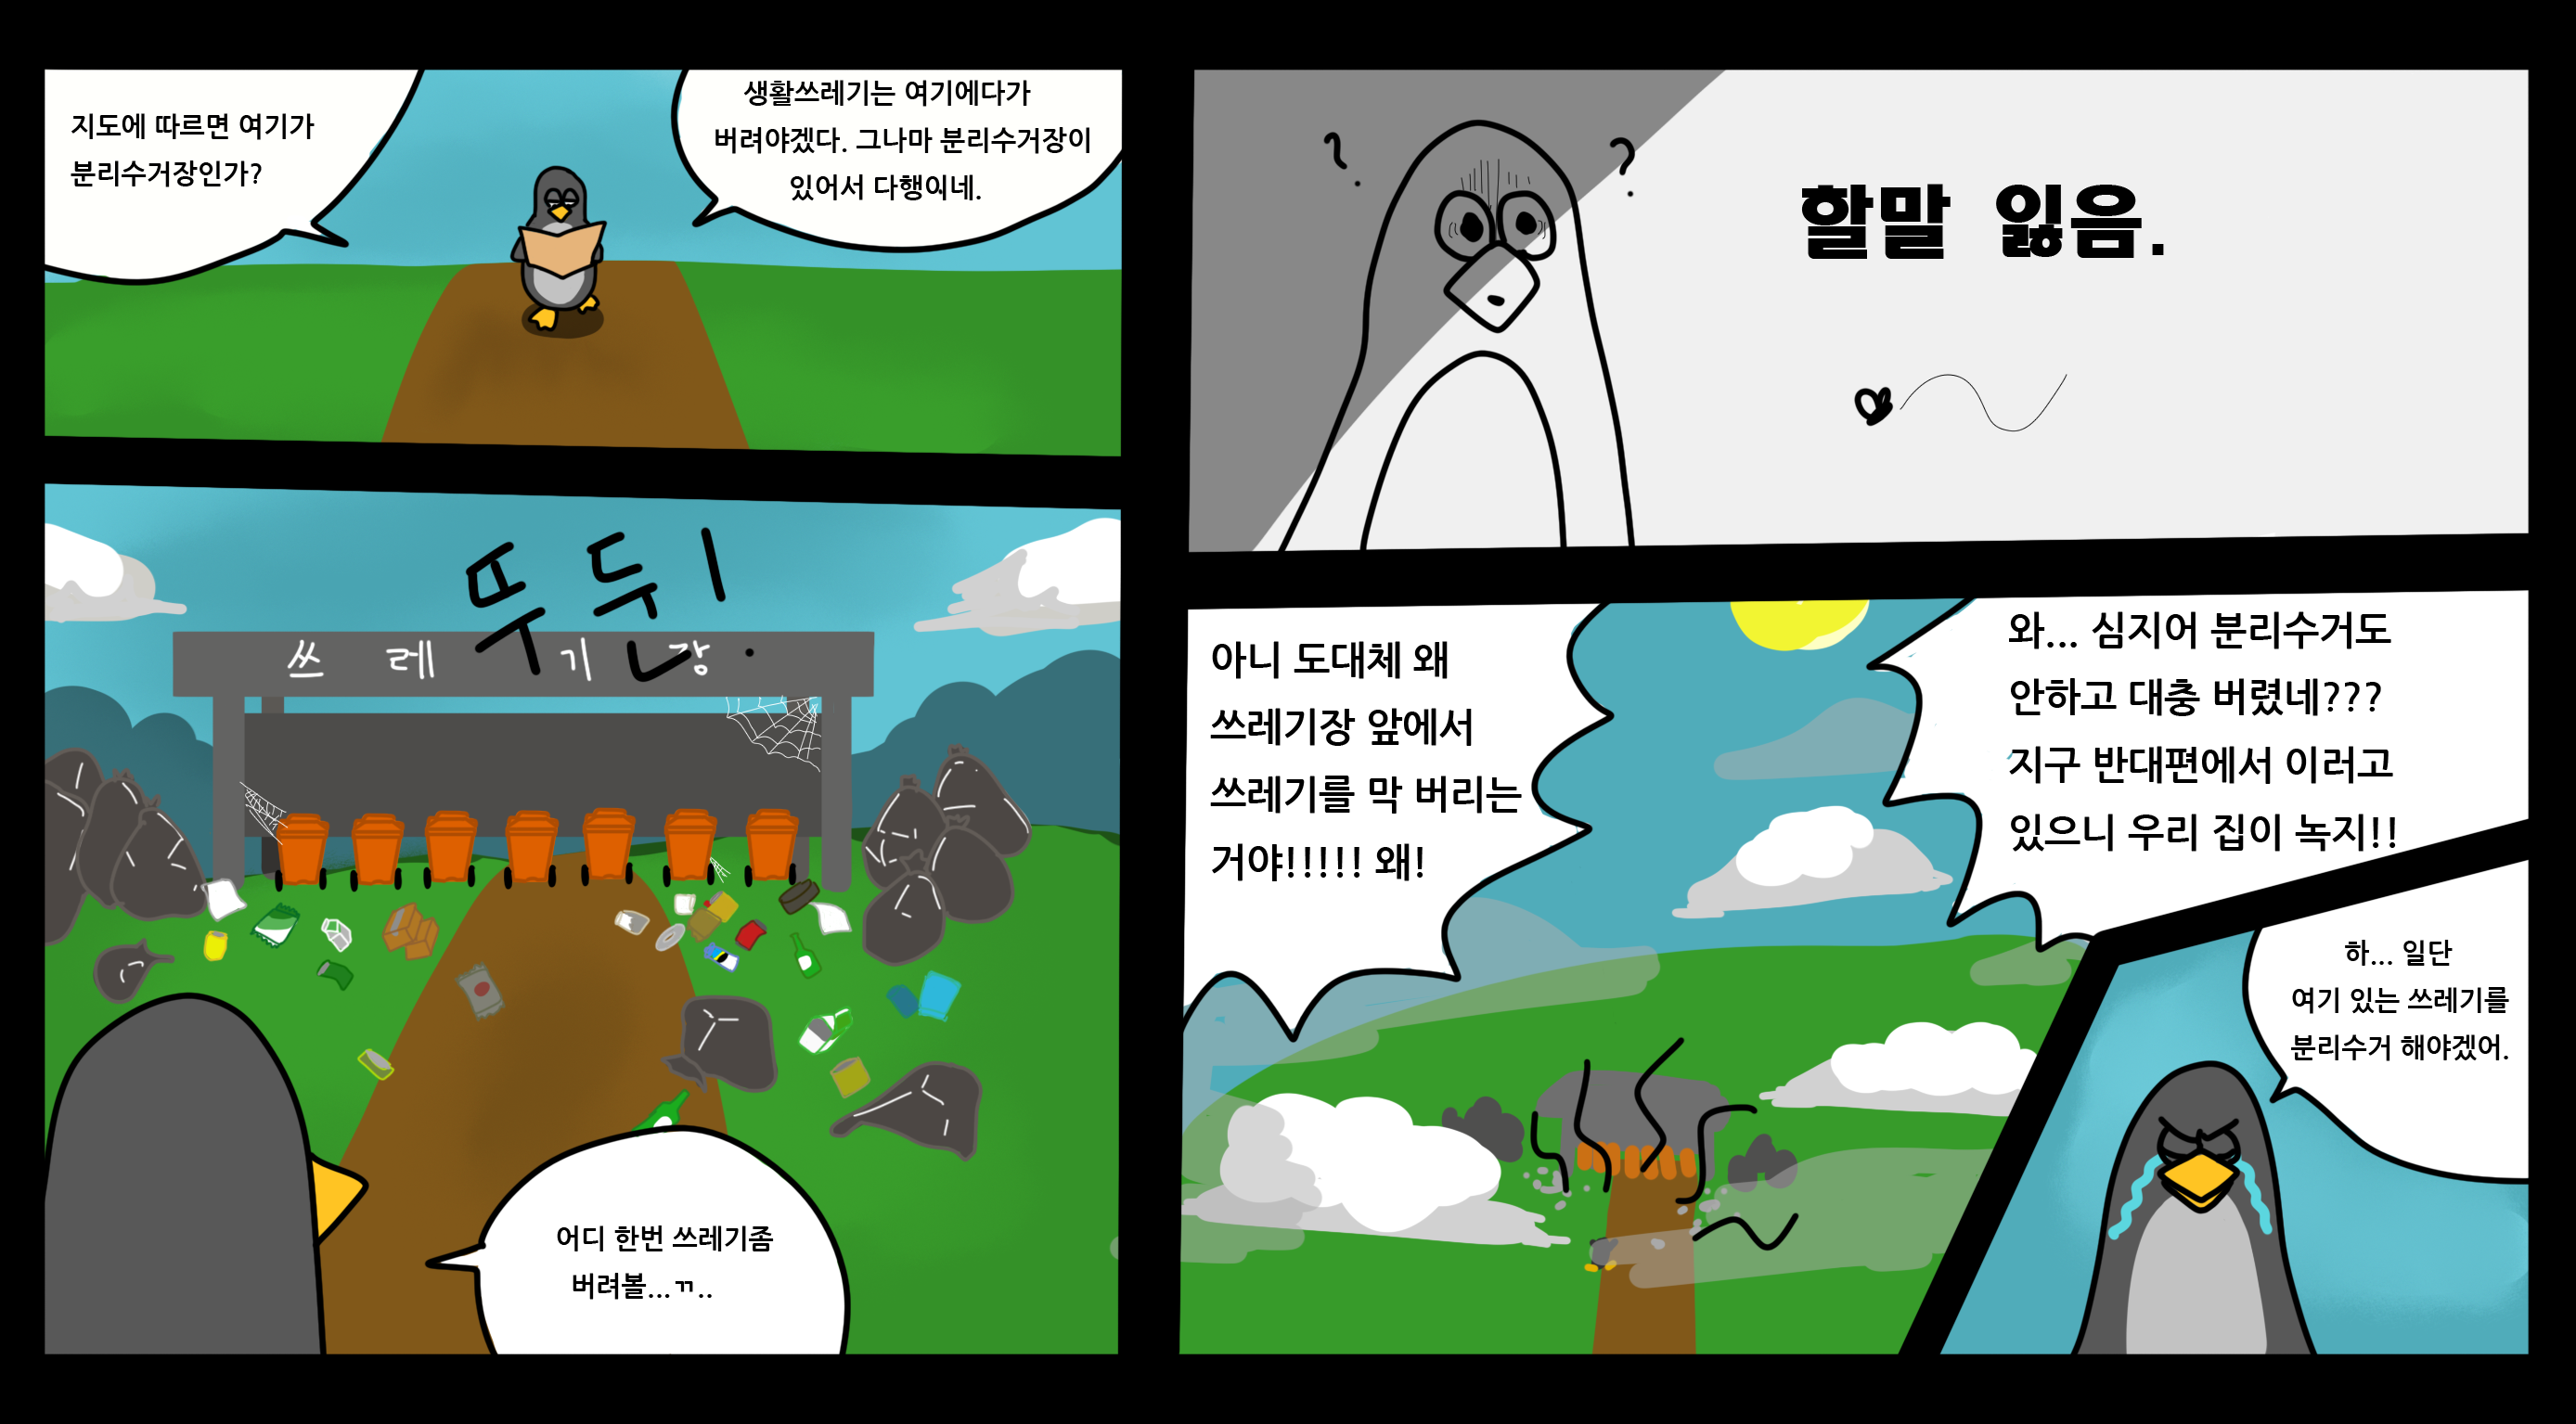 지도에 따르면 여기가
분리수거장인가?
생활쓰레기는 여기에다가
버려야겠다. 그나마 분리수거장이
있어서 다행이네.
뚜둔!
쓰 레 기 장
어디 한번 쓰레기좀
버려볼...ㄲ..
? ?
할말 잃음.
아니 도대체 왜
쓰레기장 앞에서
쓰레기를 막 버리는
거야!!!!! 왜!
와... 심지어 분리수거도
안하고 대충 버렸네???
지구 반대편에서 이러고
있으니 우리 집이 녹지!!
하... 일단
여기 있는 쓰레기를
분리수거 해야겠어.